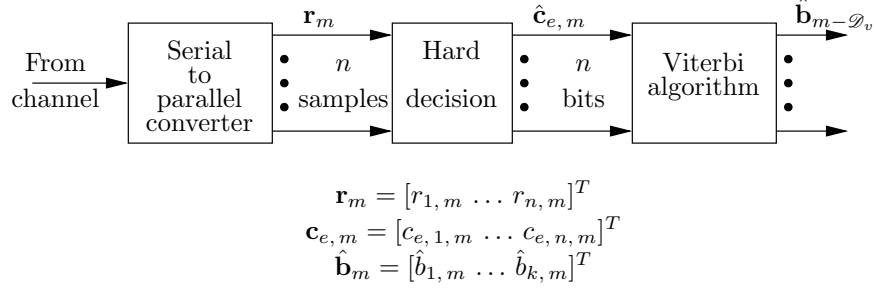 𝐫ₘ
ĉ_{e, m}
b̂_{m−𝒟_v}
From
channel
Serial
to
parallel
converter
n
samples
Hard
decision
n
bits
Viterbi
algorithm
𝐫_m = [r_{1, m} … r_{n, m}]^T
𝐜_{e, m} = [c_{e, 1, m} … c_{e, n, m}]^T
b̂_m = [b̂_{1, m} … b̂_{k, m}]^T